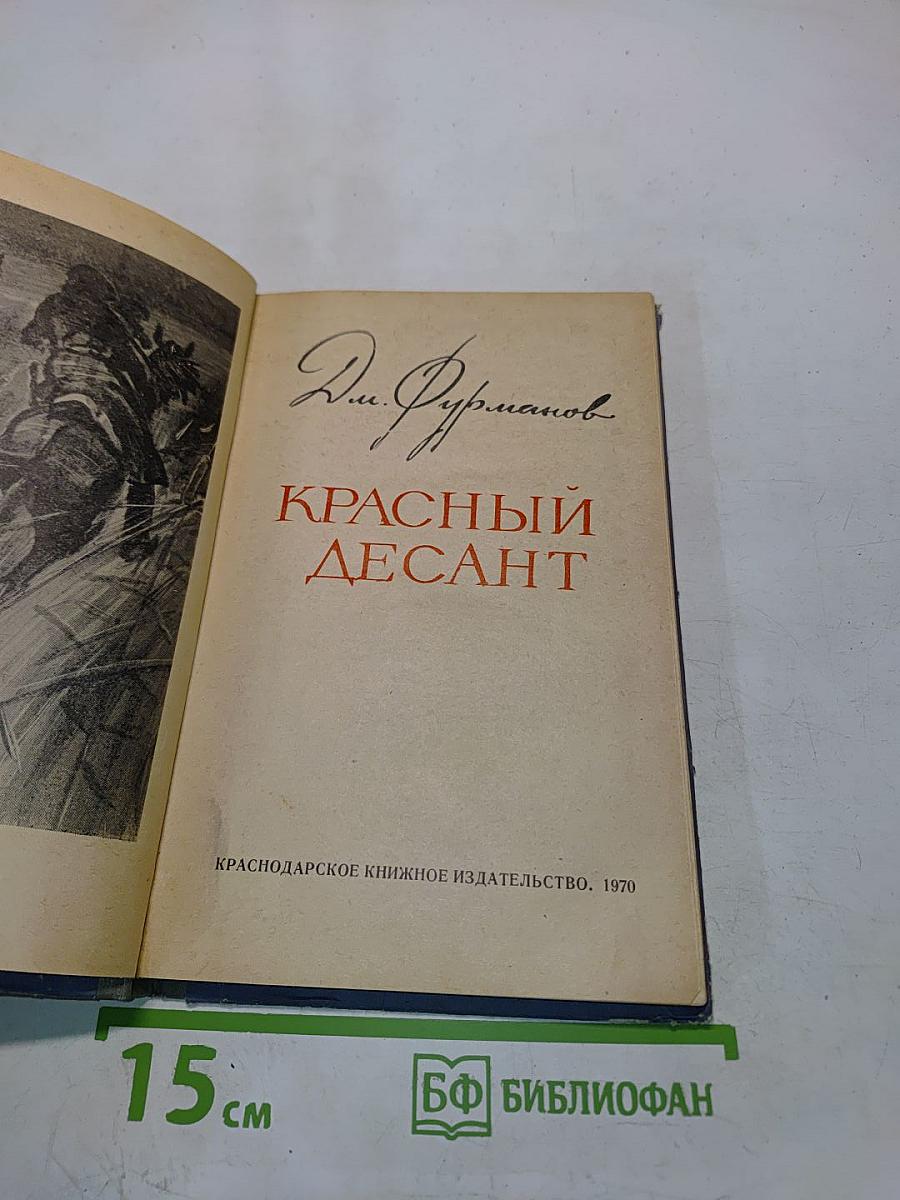 Дм. Фурманов
КРАСНЫЙ
ДЕСАНТ
КРАСНОДАРСКОЕ КНИЖНОЕ ИЗДАТЕЛЬСТВО. 1970
15 см
БФ БИБЛИОФАН